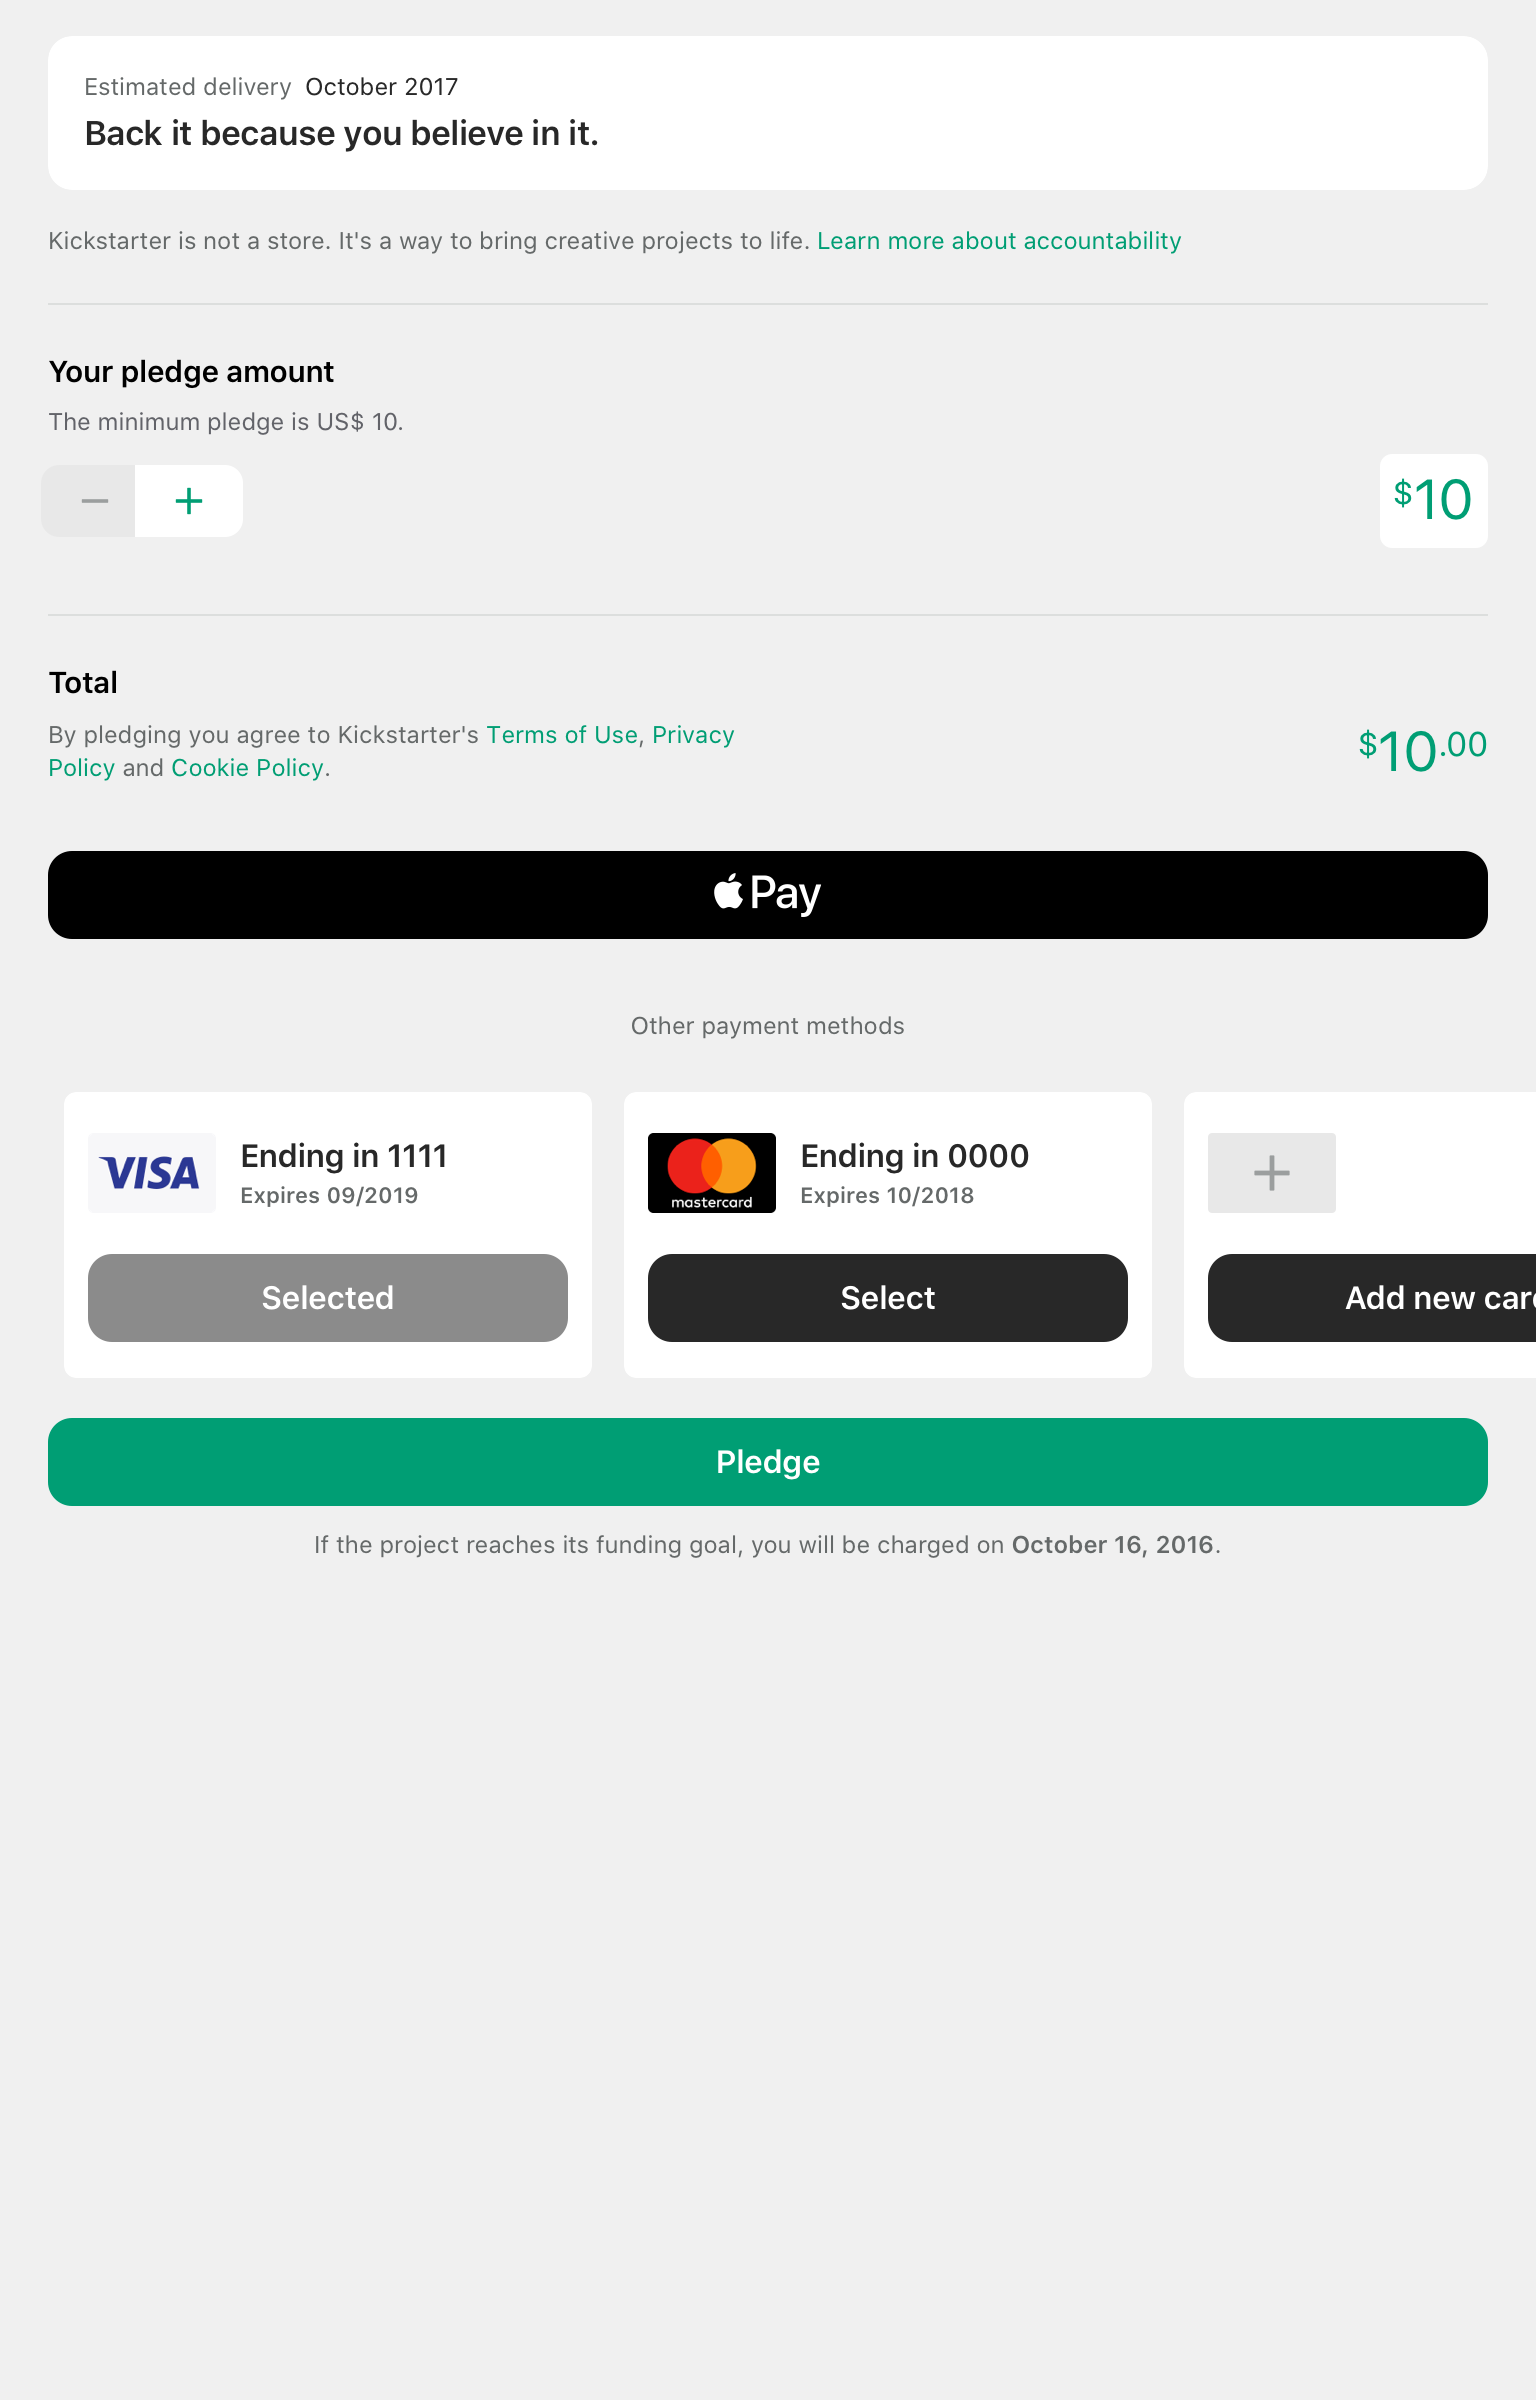 Estimated delivery October 2017
Back it because you believe in it.
Kickstarter is not a store. It's a way to bring creative projects to life. Learn more about accountability
Your pledge amount
The minimum pledge is US$ 10.
$10
Total
By pledging you agree to Kickstarter's Terms of Use, Privacy
Policy and Cookie Policy.
$10.00
Pay
Other payment methods
VISA
Ending in 1111
Expires 09/2019
Selected
mastercard
Ending in 0000
Expires 10/2018
Select
Add new car
Pledge
If the project reaches its funding goal, you will be charged on October 16, 2016.